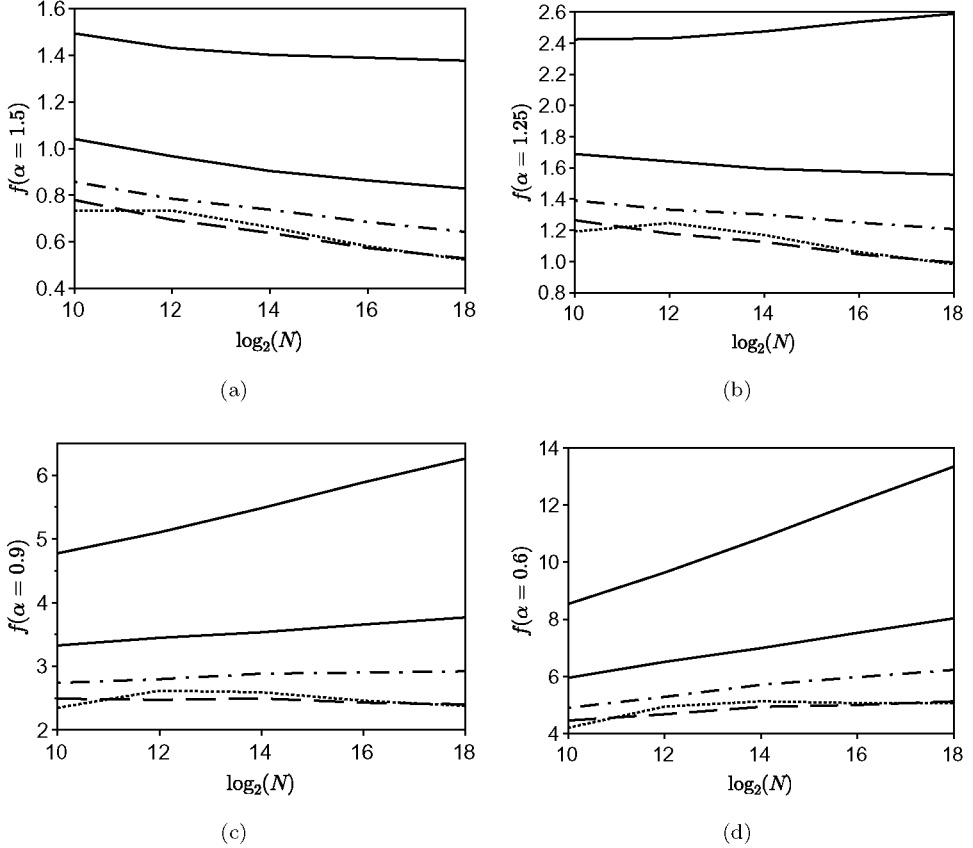 1.6
1.4
1.2
1.0
0.8
0.6
0.4
f(α = 1.5)
10 12 14 16 18
log₂(N)
(a)
2.6
2.4
2.2
2.0
1.8
1.6
1.4
1.2
1.0
0.8
f(α = 1.25)
10 12 14 16 18
log₂(N)
(b)
6
5
4
3
2
f(α = 0.9)
10 12 14 16 18
log₂(N)
(c)
14
12
10
8
6
4
f(α = 0.6)
10 12 14 16 18
log₂(N)
(d)